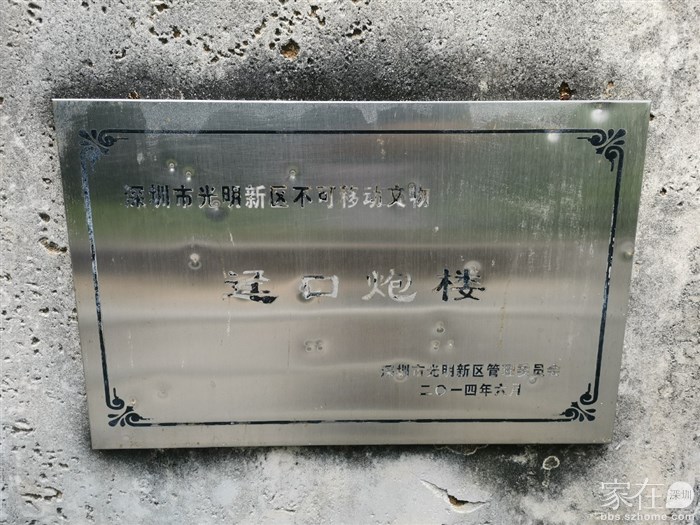 深圳市光明新区不可移动文物
迳口炮楼
深圳市光明新区管理委员会
二〇一四年六月
家在深圳
bbs.szhome.com